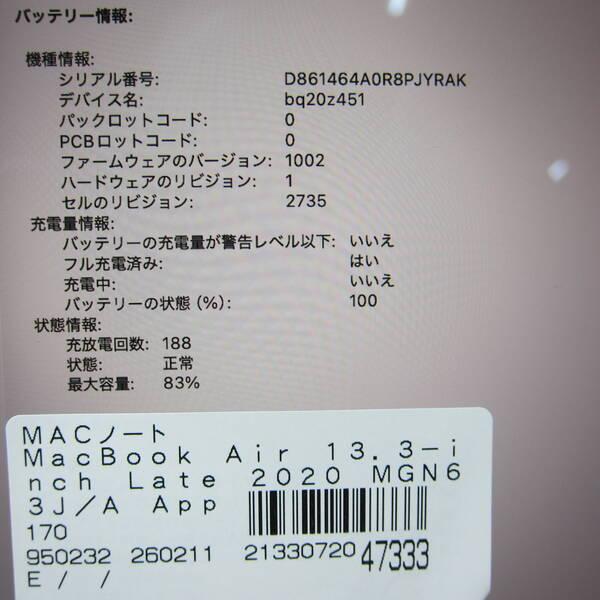 バッテリー情報:
機種情報:
シリアル番号: D861464A0R8PJYRAK
デバイス名: bq20z451
パックロットコード: 0
PCBロットコード: 0
ファームウェアのバージョン: 1002
ハードウェアのリビジョン: 1
セルのリビジョン: 2735
充電量情報:
バッテリーの充電量が警告レベル以下: いいえ
フル充電済み: はい
充電中: いいえ
バッテリーの状態 (%): 100
状態情報:
充放電回数: 188
状態: 正常
最大容量: 83%
MACノート
MacBook Air 13.3-i
nch Late 2020 MGN6
3J/A App
170
950232 260211 21330720 47333
E / /